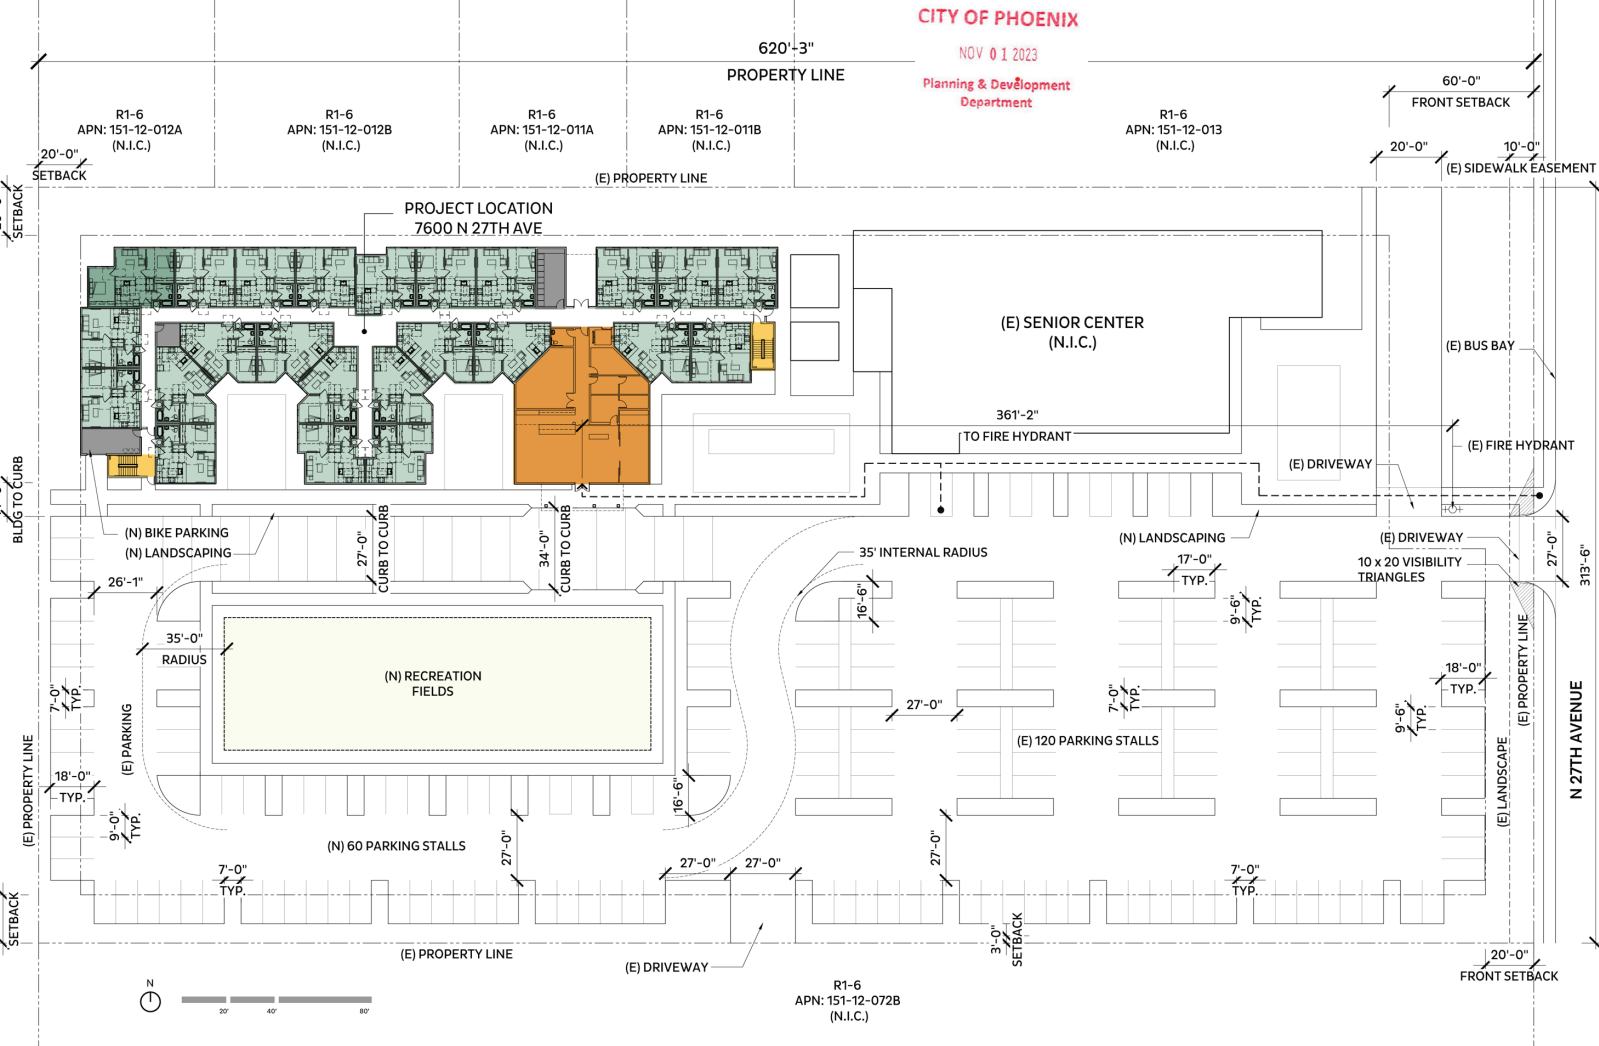 CITY OF PHOENIX
NOV 0 1 2023
Planning & Development
Department
620'-3"
PROPERTY LINE
60'-0"
FRONT SETBACK
R1-6
APN: 151-12-012A
(N.I.C.)
R1-6
APN: 151-12-012B
(N.I.C.)
R1-6
APN: 151-12-011A
(N.I.C.)
R1-6
APN: 151-12-011B
(N.I.C.)
R1-6
APN: 151-12-013
(N.I.C.)
20'-0"
SETBACK
20'-0"
10'-0"
(E) SIDEWALK EASEMENT
(E) PROPERTY LINE
SETBACK
PROJECT LOCATION
7600 N 27TH AVE
(E) SENIOR CENTER
(N.I.C.)
(E) BUS BAY
361'-2"
TO FIRE HYDRANT
(E) FIRE HYDRANT
(E) DRIVEWAY
BLDG TO CURB
(N) BIKE PARKING
(N) LANDSCAPING
27'-0"
CURB TO CURB
34'-0"
CURB TO CURB
35' INTERNAL RADIUS
(N) LANDSCAPING
(E) DRIVEWAY
10 x 20 VISIBILITY
TRIANGLES
27'-0"
313'-6"
17'-0"
TYP.
26'-1"
16'-6"
9'-6"
TYP.
35'-0"
RADIUS
(N) RECREATION
FIELDS
18'-0"
TYP.
(E) PROPERTY LINE
7'-0"
TYP.
7'-0"
TYP.
27'-0"
9'-6"
TYP.
(E) PARKING
(E) 120 PARKING STALLS
N 27TH AVENUE
(E) PROPERTY LINE
18'-0"
TYP.
16'-6"
(E) LANDSCAPE
9'-0"
TYP.
(N) 60 PARKING STALLS
27'-0"
27'-0"
27'-0"
27'-0"
7'-0"
TYP.
7'-0"
TYP.
SETBACK
3'-0"
SETBACK
(E) PROPERTY LINE
(E) DRIVEWAY
20'-0"
FRONT SETBACK
N
20'
40'
80'
R1-6
APN: 151-12-072B
(N.I.C.)